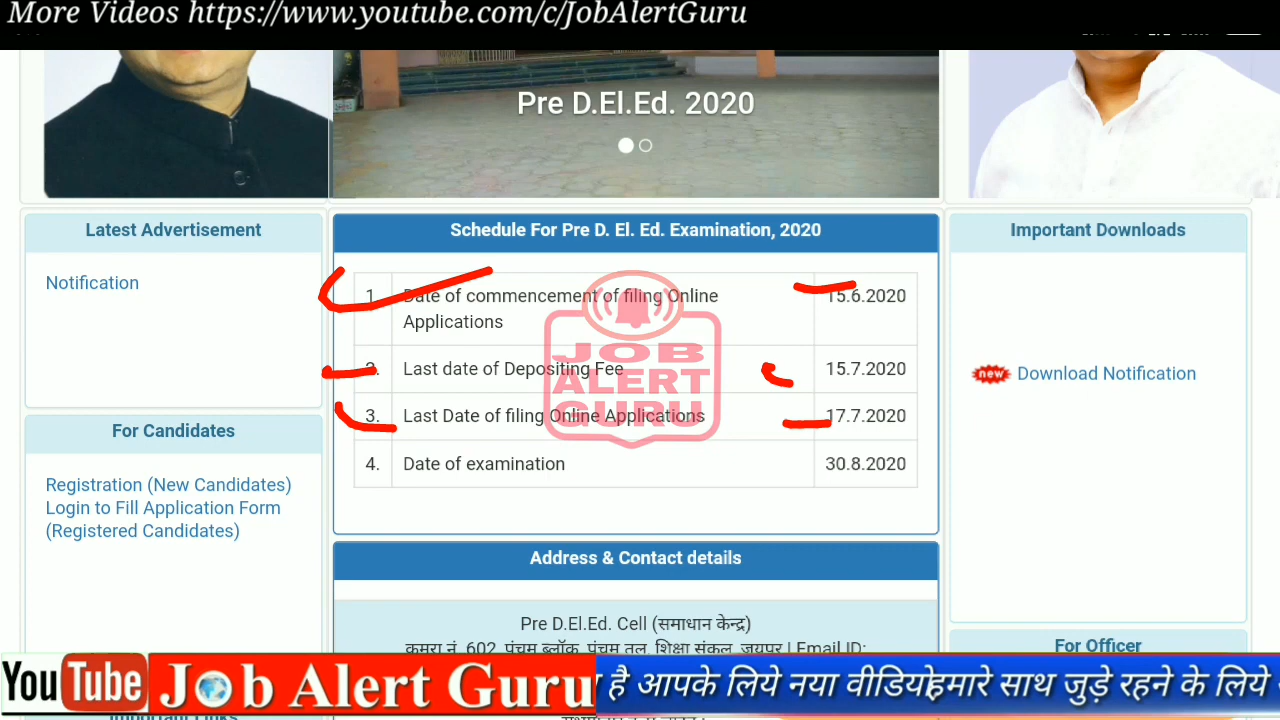 More Videos https://www.youtube.com/c/JobAlertGuru
Pre D.El.Ed. 2020
Latest Advertisement
Notification
For Candidates
Registration (New Candidates)
Login to Fill Application Form
(Registered Candidates)
Schedule For Pre D. El. Ed. Examination, 2020
1. Date of commencement of filing Online 15.6.2020
Applications
2. Last date of Depositing Fee 15.7.2020
3. Last Date of filing Online Applications 17.7.2020
4. Date of examination 30.8.2020
JOB
ALERT
GURU
Address & Contact details
Pre D.El.Ed. Cell (समाधान केन्द्र)
कमरा नं. 602, पंचम ब्लॉक, पंचम तल, शिक्षा संकुल, जयपुर | Email ID:
Important Downloads
new Download Notification
For Officer
YouTube Job Alert Guru है आपके लिये नया वीडियो हमारे साथ जुड़े रहने के लिये
Important Links